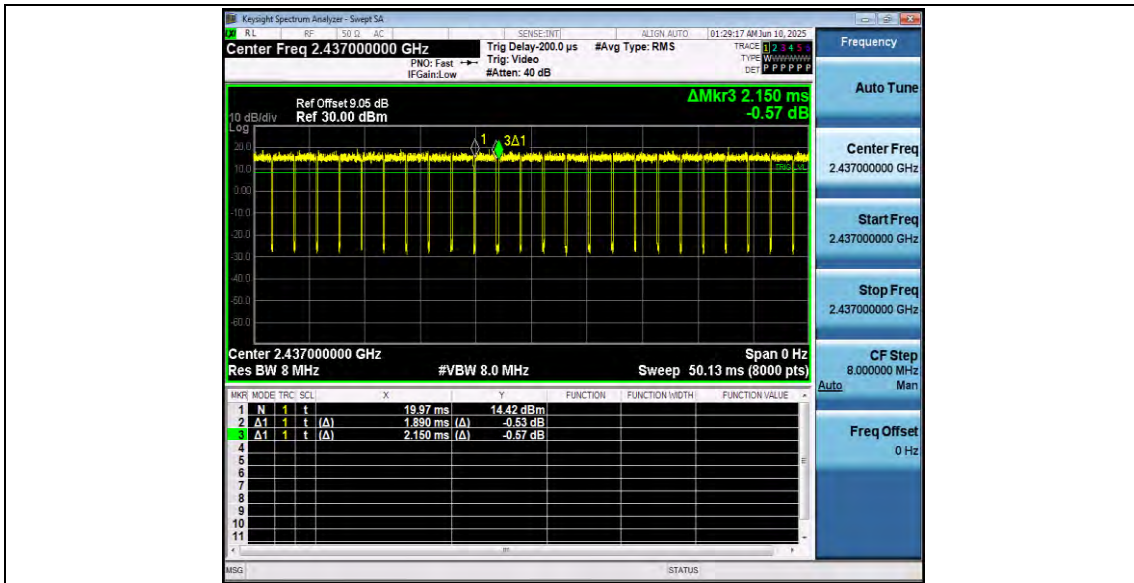 Keysight Spectrum Analyzer - Swept SA
RL RF 50 Ω AC SENSE:INT ALIGN AUTO 01:29:17 AM Jun 10, 2025
Center Freq 2.437000000 GHz
PNO: Fast
IFGain:Low
Trig Delay-200.0 µs
Trig: Video
#Atten: 40 dB
#Avg Type: RMS
TRACE 1 2 3 4 5 6
TYPE WWWWWW
DET P P P P P P
ΔMkr3 2.150 ms
-0.57 dB
Ref Offset 9.05 dB
10 dB/div Ref 30.00 dBm
Log
20.0
10.0
0.00
-10.0
-20.0
-30.0
-40.0
-50.0
-60.0
1
3Δ1
TRIG LVL
Center 2.437000000 GHz Span 0 Hz
Res BW 8 MHz #VBW 8.0 MHz Sweep 50.13 ms (8000 pts)
MKR MODE TRC SCL X Y FUNCTION FUNCTION WIDTH FUNCTION VALUE
1 N 1 t 19.97 ms 14.42 dBm
2 Δ1 1 t (Δ) 1.890 ms (Δ) -0.53 dB
3 Δ1 1 t (Δ) 2.150 ms (Δ) -0.57 dB
4
5
6
7
8
9
10
11
MSG STATUS
Frequency
Auto Tune
Center Freq
2.437000000 GHz
Start Freq
2.437000000 GHz
Stop Freq
2.437000000 GHz
CF Step
8.000000 MHz
Auto Man
Freq Offset
0 Hz